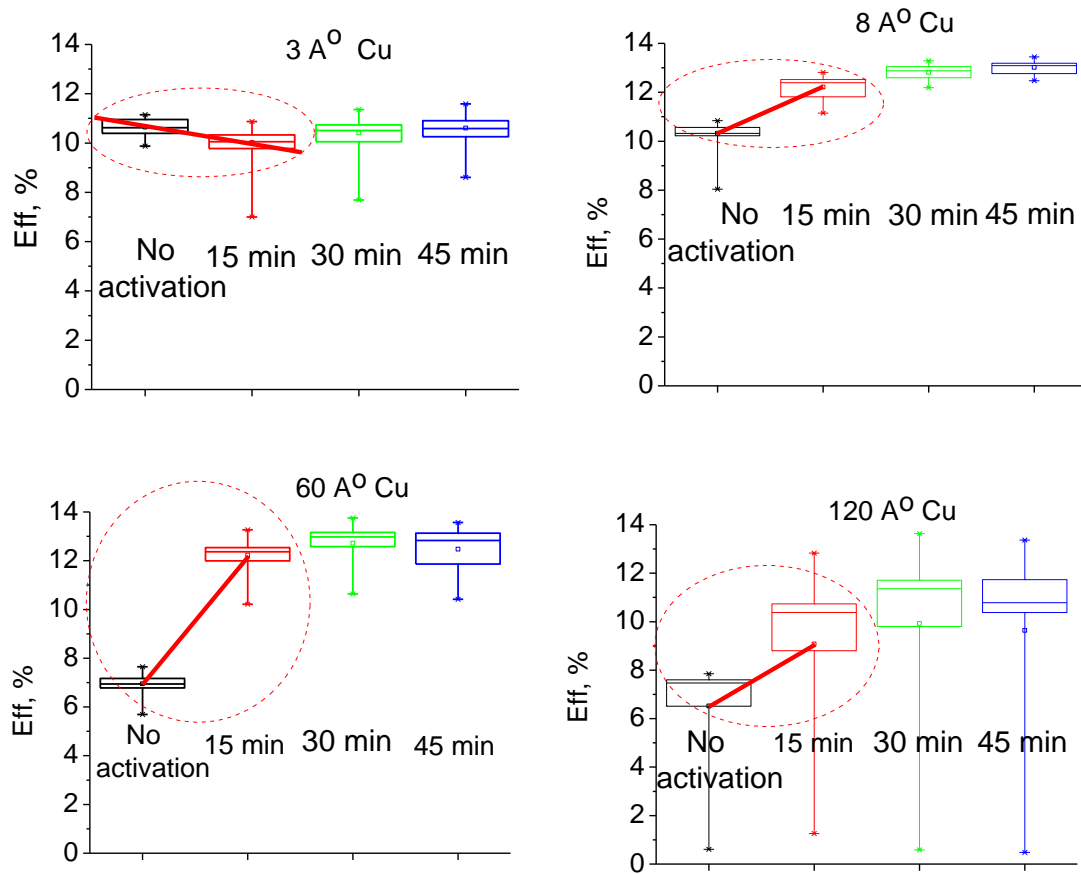 3 A° Cu
Eff, %
14
12
10
8
6
4
2
0
No
activation
15 min
30 min
45 min
8 A° Cu
Eff, %
14
12
10
8
6
4
2
0
No
activation
15 min
30 min
45 min
60 A° Cu
Eff, %
14
12
10
8
6
4
2
0
No
activation
15 min
30 min
45 min
120 A° Cu
Eff, %
14
12
10
8
6
4
2
0
No
activation
15 min
30 min
45 min